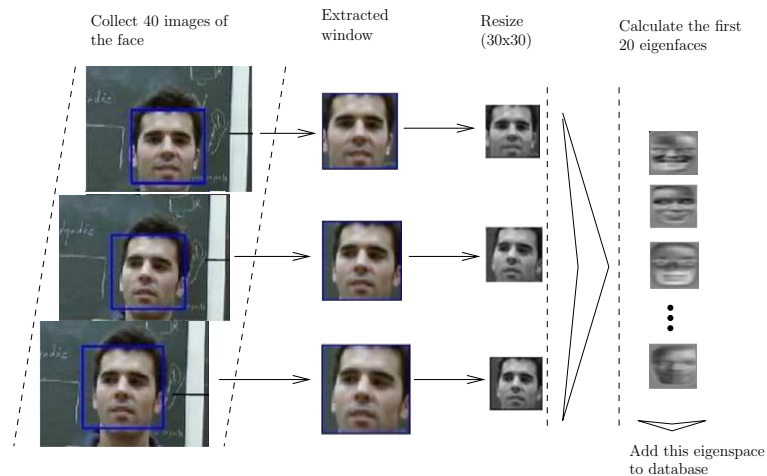 Collect 40 images of
the face
Extracted
window
Resize
(30x30)
Calculate the first
20 eigenfaces
Add this eigenspace
to database